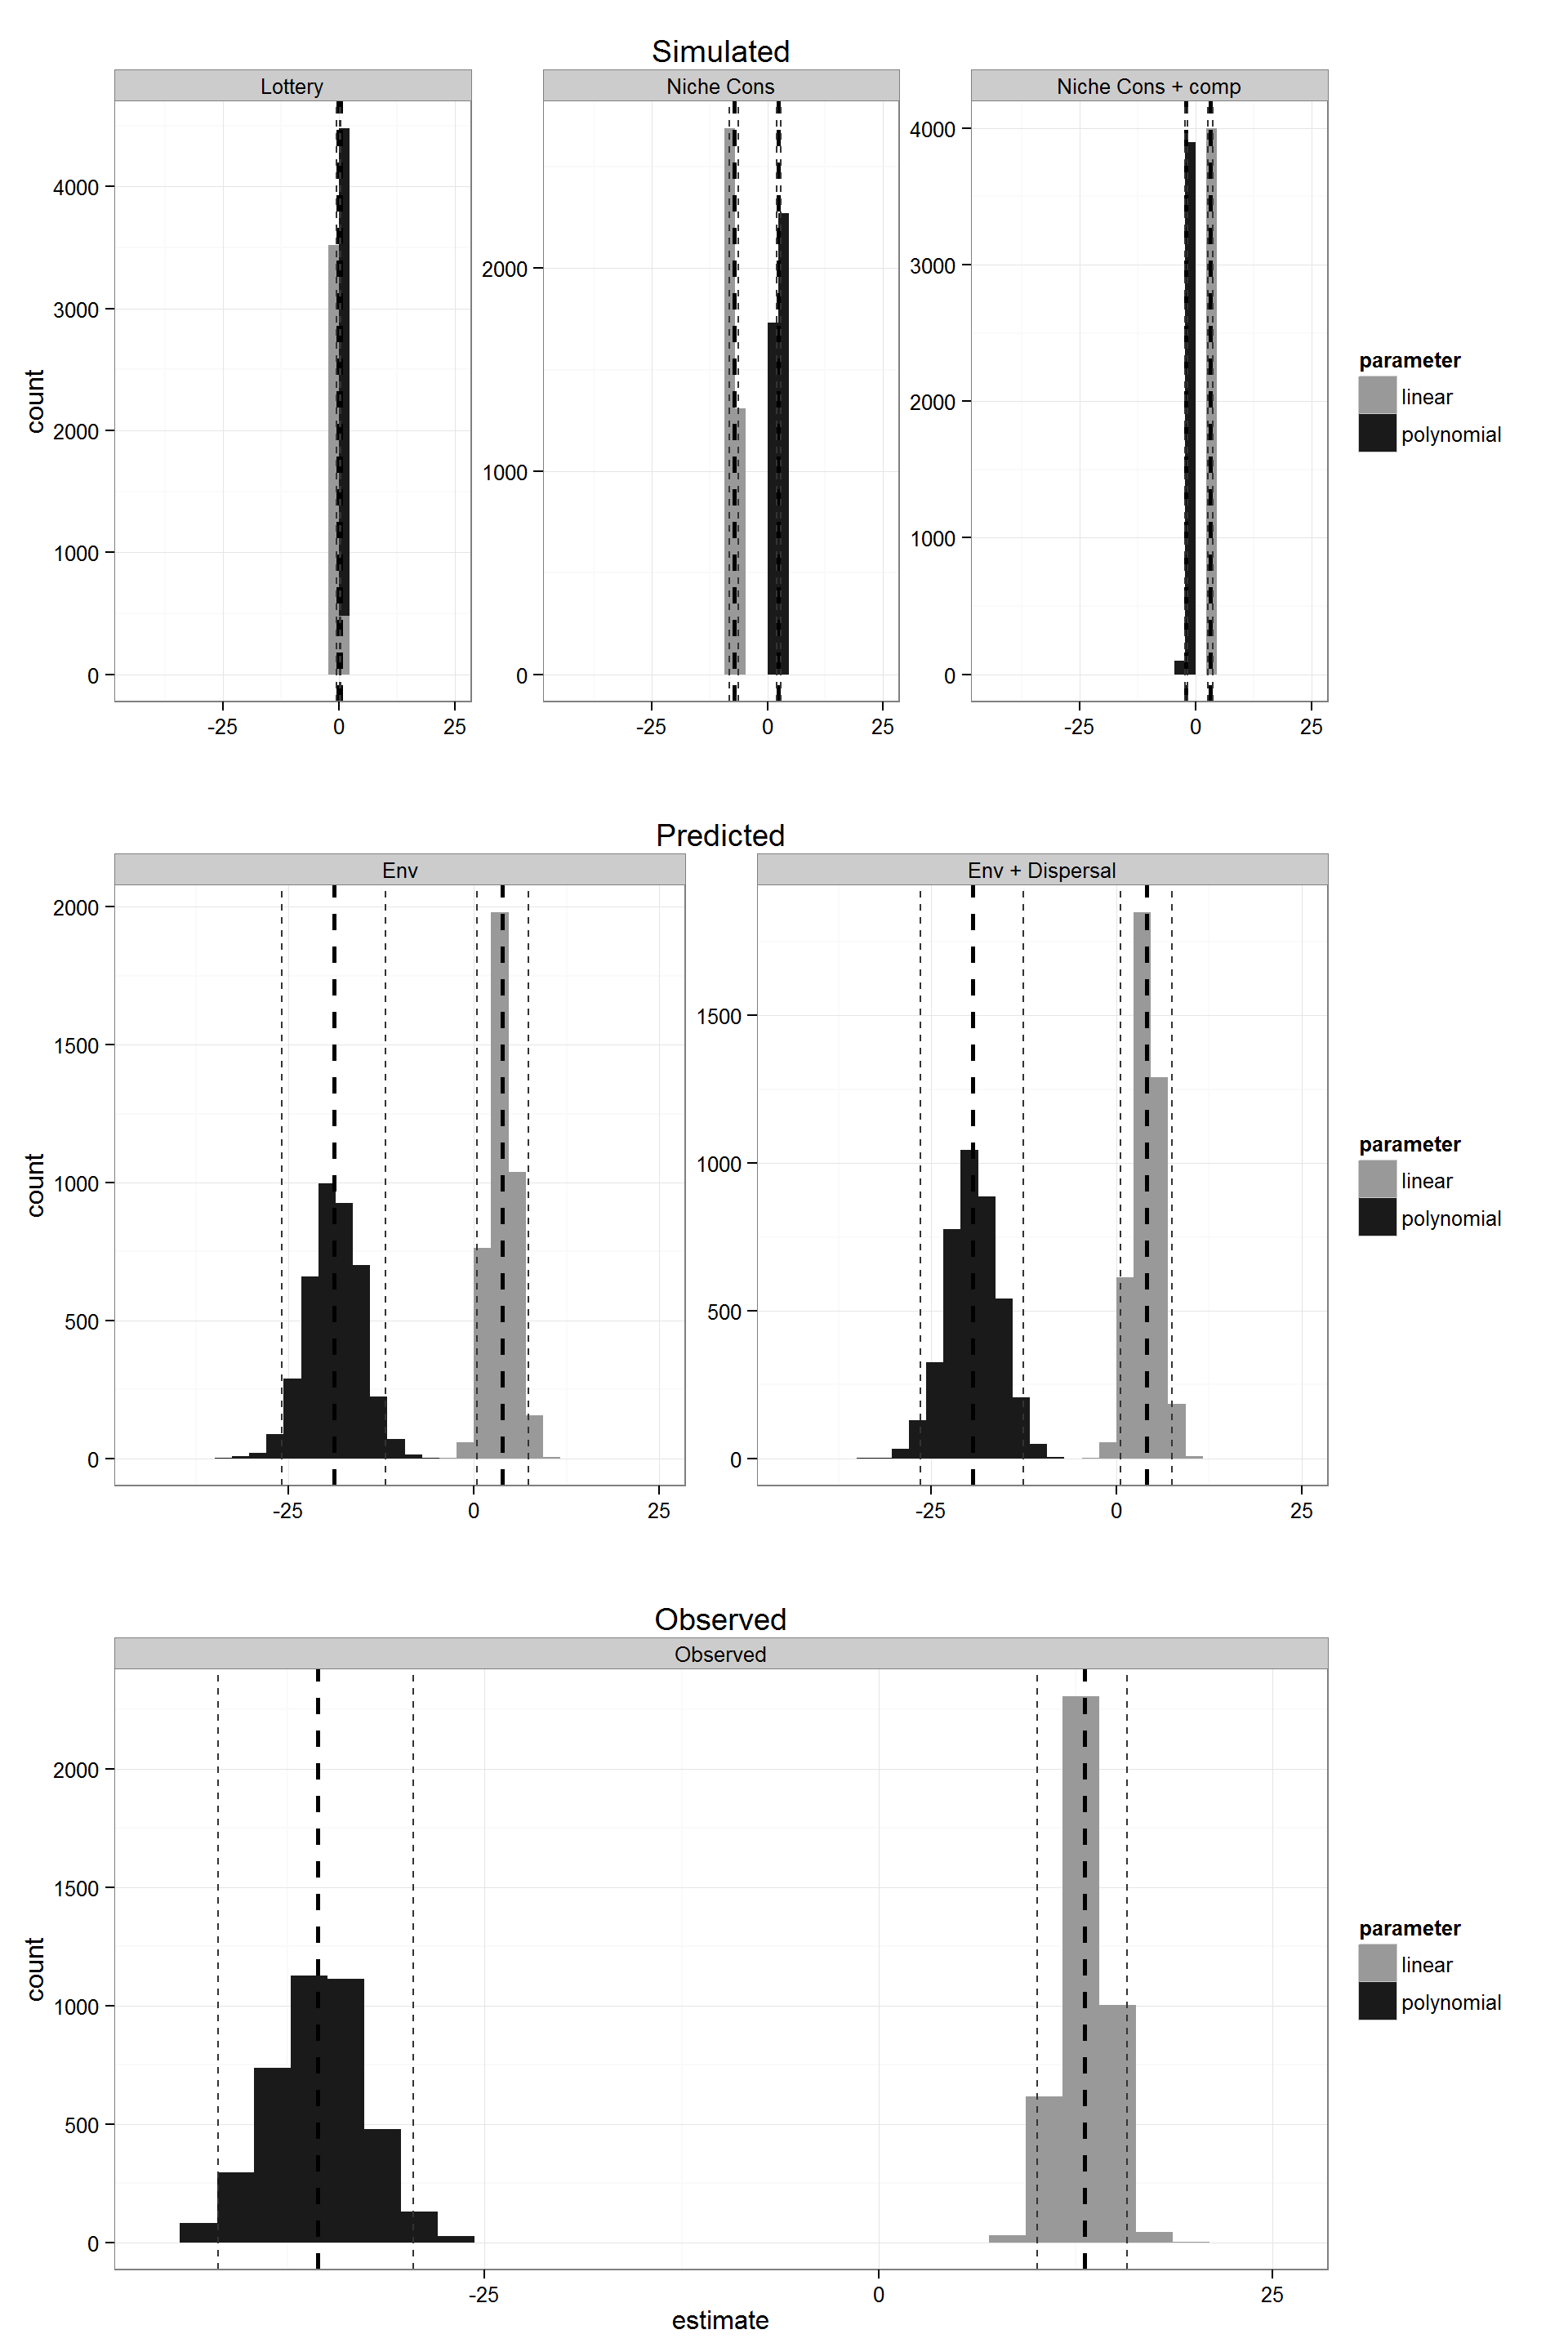 Simulated
Lottery Niche Cons Niche Cons + comp
count
4000
3000
2000
1000
0
2000
1000
0
4000
3000
2000
1000
0
-25 0 25 -25 0 25 -25 0 25
parameter
linear
polynomial
Predicted
Env Env + Dispersal
count
2000
1500
1000
500
0
1500
1000
500
0
-25 0 25 -25 0 25
parameter
linear
polynomial
Observed
Observed
count
2000
1500
1000
500
0
-25 0 25
estimate
parameter
linear
polynomial